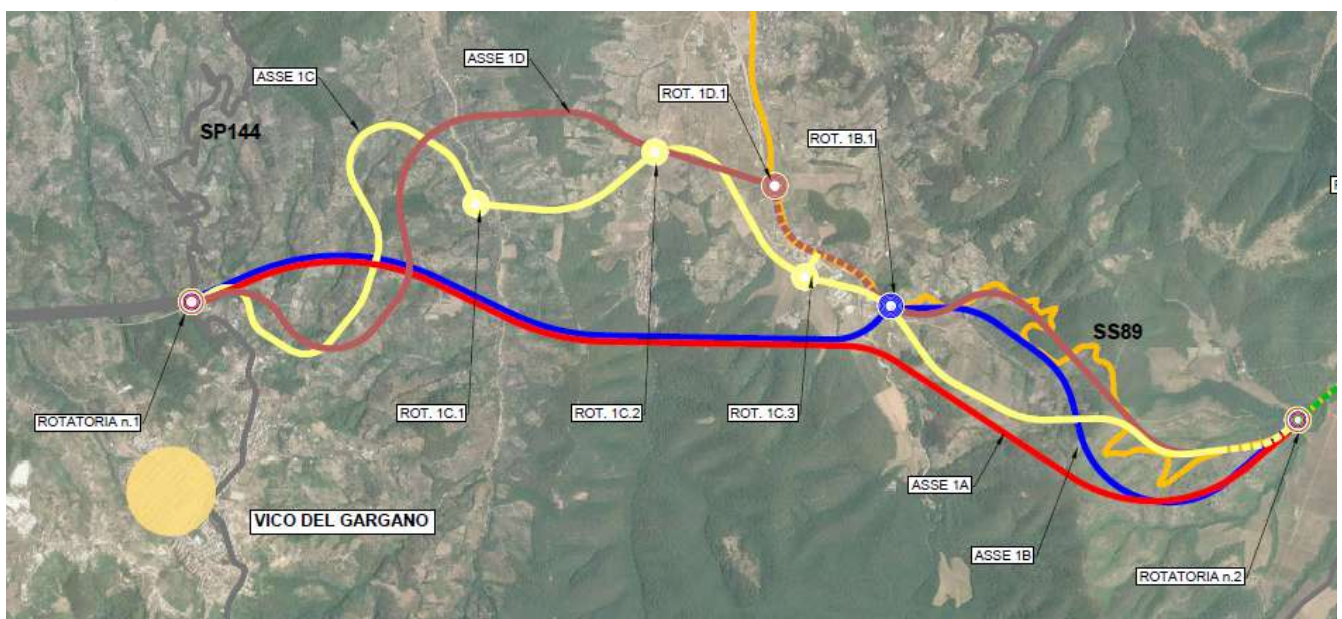 ASSE 1C
ASSE 1D
ROT. 1D.1
ROT. 1B.1
SP144
SS89
ROTATORIA n.1
ROT. 1C.1
ROT. 1C.2
ROT. 1C.3
ASSE 1A
VICO DEL GARGANO
ASSE 1B
ROTATORIA n.2